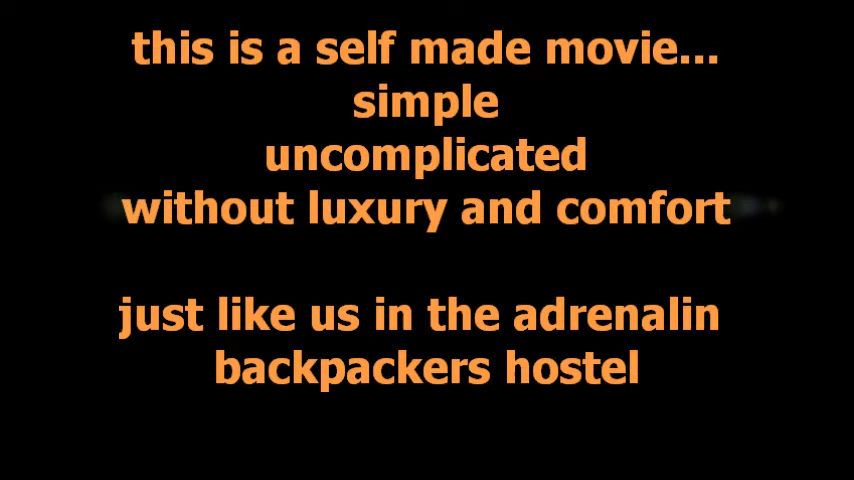 this is a self made movie...
simple
uncomplicated
without luxury and comfort
just like us in the adrenalin
backpackers hostel